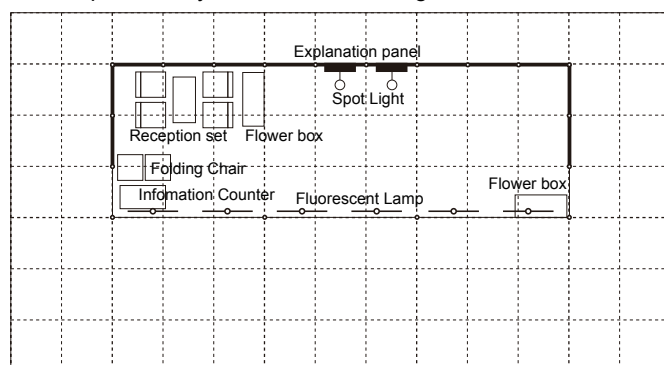 Explanation panel
Spot Light
Reception set
Flower box
Folding Chair
Infomation Counter
Fluorescent Lamp
Flower box